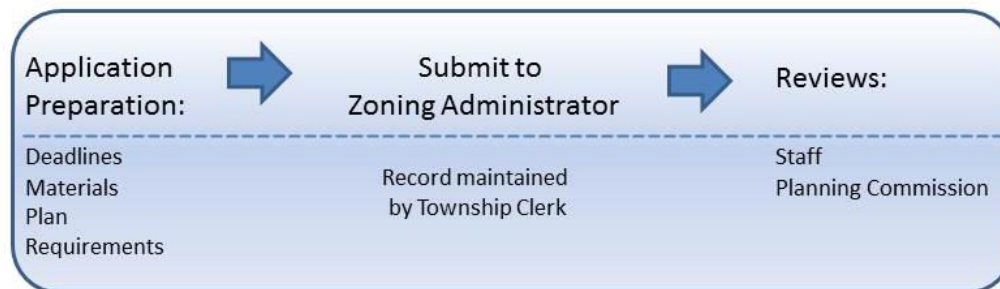 Application
Preparation:
Submit to
Zoning Administrator
Reviews:
Deadlines
Materials
Plan
Requirements
Record maintained
by Township Clerk
Staff
Planning Commission